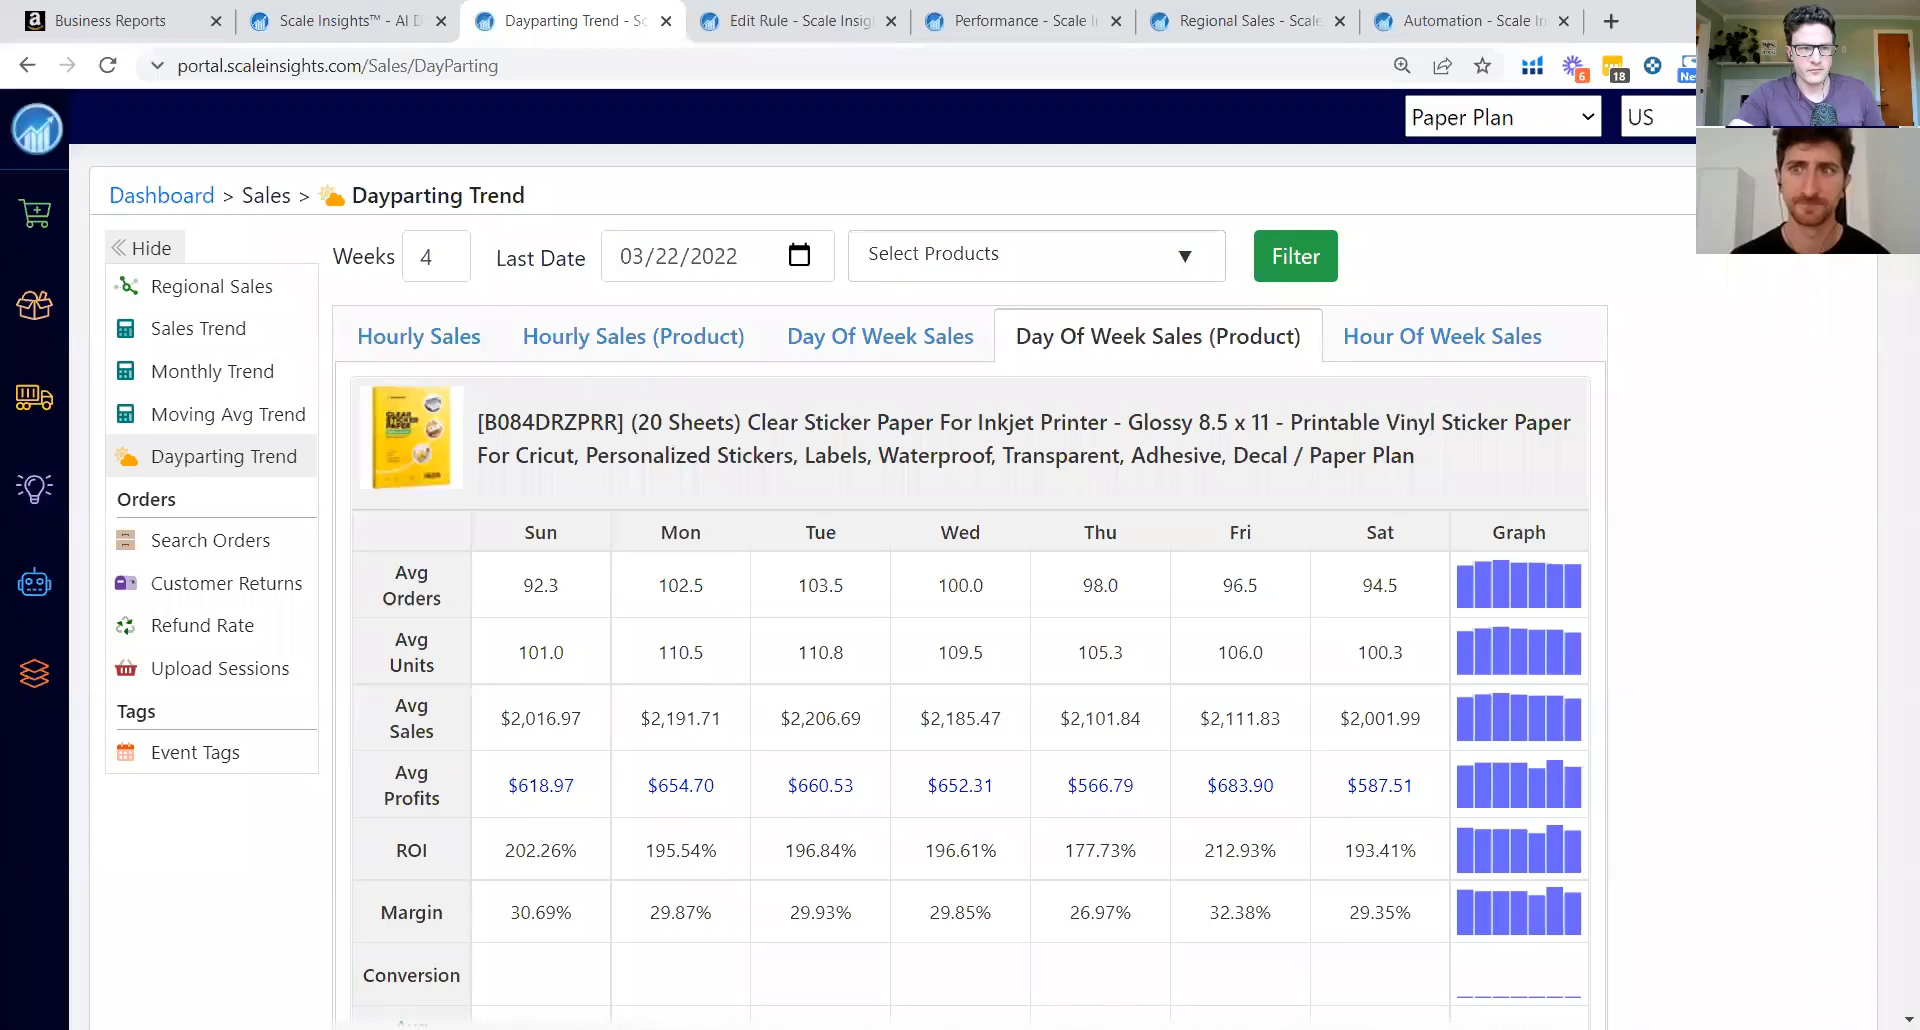 Business Reports
Scale Insights™ - AI D
Dayparting Trend - Sc
Edit Rule - Scale Insig
Performance - Scale I
Regional Sales - Scale
Automation - Scale In
portal.scaleinsights.com/Sales/DayParting
6
18
Ne
Paper Plan
US
Dashboard > Sales > Dayparting Trend
Hide
Weeks 4 Last Date 03/22/2022 Select Products Filter
Regional Sales
Sales Trend
Monthly Trend
Moving Avg Trend
Dayparting Trend
Orders
Search Orders
Customer Returns
Refund Rate
Upload Sessions
Tags
Event Tags
Hourly Sales Hourly Sales (Product) Day Of Week Sales Day Of Week Sales (Product) Hour Of Week Sales
[B084DRZPRR] (20 Sheets) Clear Sticker Paper For Inkjet Printer - Glossy 8.5 x 11 - Printable Vinyl Sticker Paper
For Cricut, Personalized Stickers, Labels, Waterproof, Transparent, Adhesive, Decal / Paper Plan
Sun Mon Tue Wed Thu Fri Sat Graph
Avg
Orders 92.3 102.5 103.5 100.0 98.0 96.5 94.5
Avg
Units 101.0 110.5 110.8 109.5 105.3 106.0 100.3
Avg
Sales $2,016.97 $2,191.71 $2,206.69 $2,185.47 $2,101.84 $2,111.83 $2,001.99
Avg
Profits $618.97 $654.70 $660.53 $652.31 $566.79 $683.90 $587.51
ROI 202.26% 195.54% 196.84% 196.61% 177.73% 212.93% 193.41%
Margin 30.69% 29.87% 29.93% 29.85% 26.97% 32.38% 29.35%
Conversion